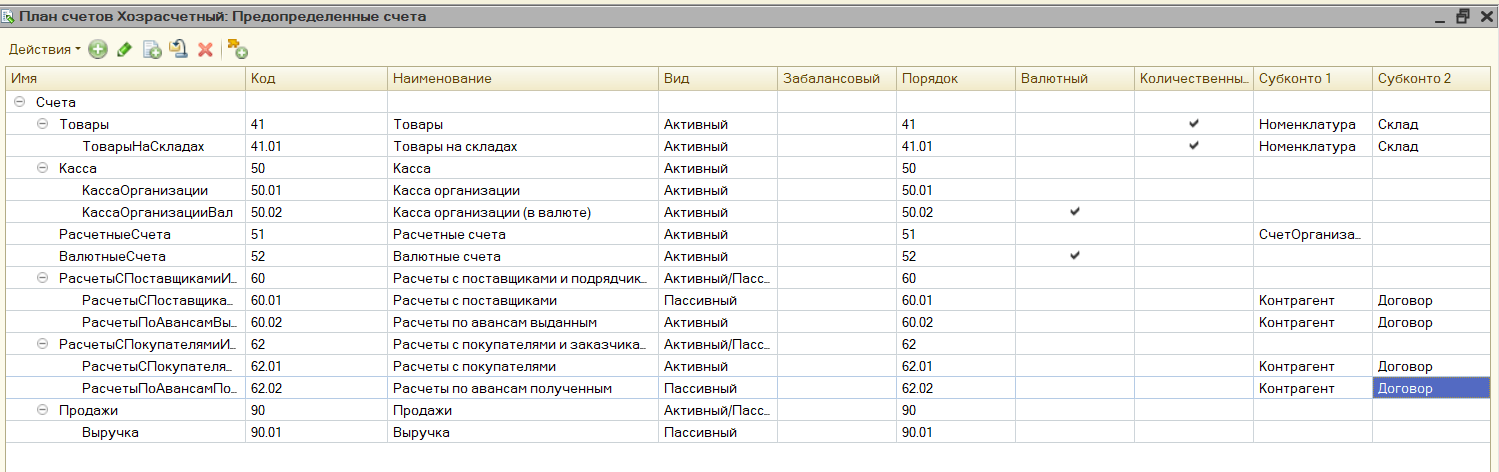 План счетов Хозрасчетный: Предопределенные счета
Действия
Имя Код Наименование Вид Забалансовый Порядок Валютный Количественны... Субконто 1 Субконто 2
Счета
Товары 41 Товары Активный 41 Номенклатура Склад
ТоварыНаСкладах 41.01 Товары на складах Активный 41.01 Номенклатура Склад
Касса 50 Касса Активный 50
КассаОрганизации 50.01 Касса организации Активный 50.01
КассаОрганизацииВал 50.02 Касса организации (в валюте) Активный 50.02
РасчетныеСчета 51 Расчетные счета Активный 51 СчетОрганиза...
ВалютныеСчета 52 Валютные счета Активный 52
РасчетыСПоставщикамиИ... 60 Расчеты с поставщиками и подрядчик... Активный/Пасс... 60
РасчетыСПоставщика... 60.01 Расчеты с поставщиками Пассивный 60.01 Контрагент Договор
РасчетыПоАвансамВы... 60.02 Расчеты по авансам выданным Активный 60.02 Контрагент Договор
РасчетыСПокупателямиИ... 62 Расчеты с покупателями и заказчика... Активный/Пасс... 62
РасчетыСПокупателя... 62.01 Расчеты с покупателями Активный 62.01 Контрагент Договор
РасчетыПоАвансамПо... 62.02 Расчеты по авансам полученным Пассивный 62.02 Контрагент Договор
Продажи 90 Продажи Активный/Пасс... 90
Выручка 90.01 Выручка Пассивный 90.01